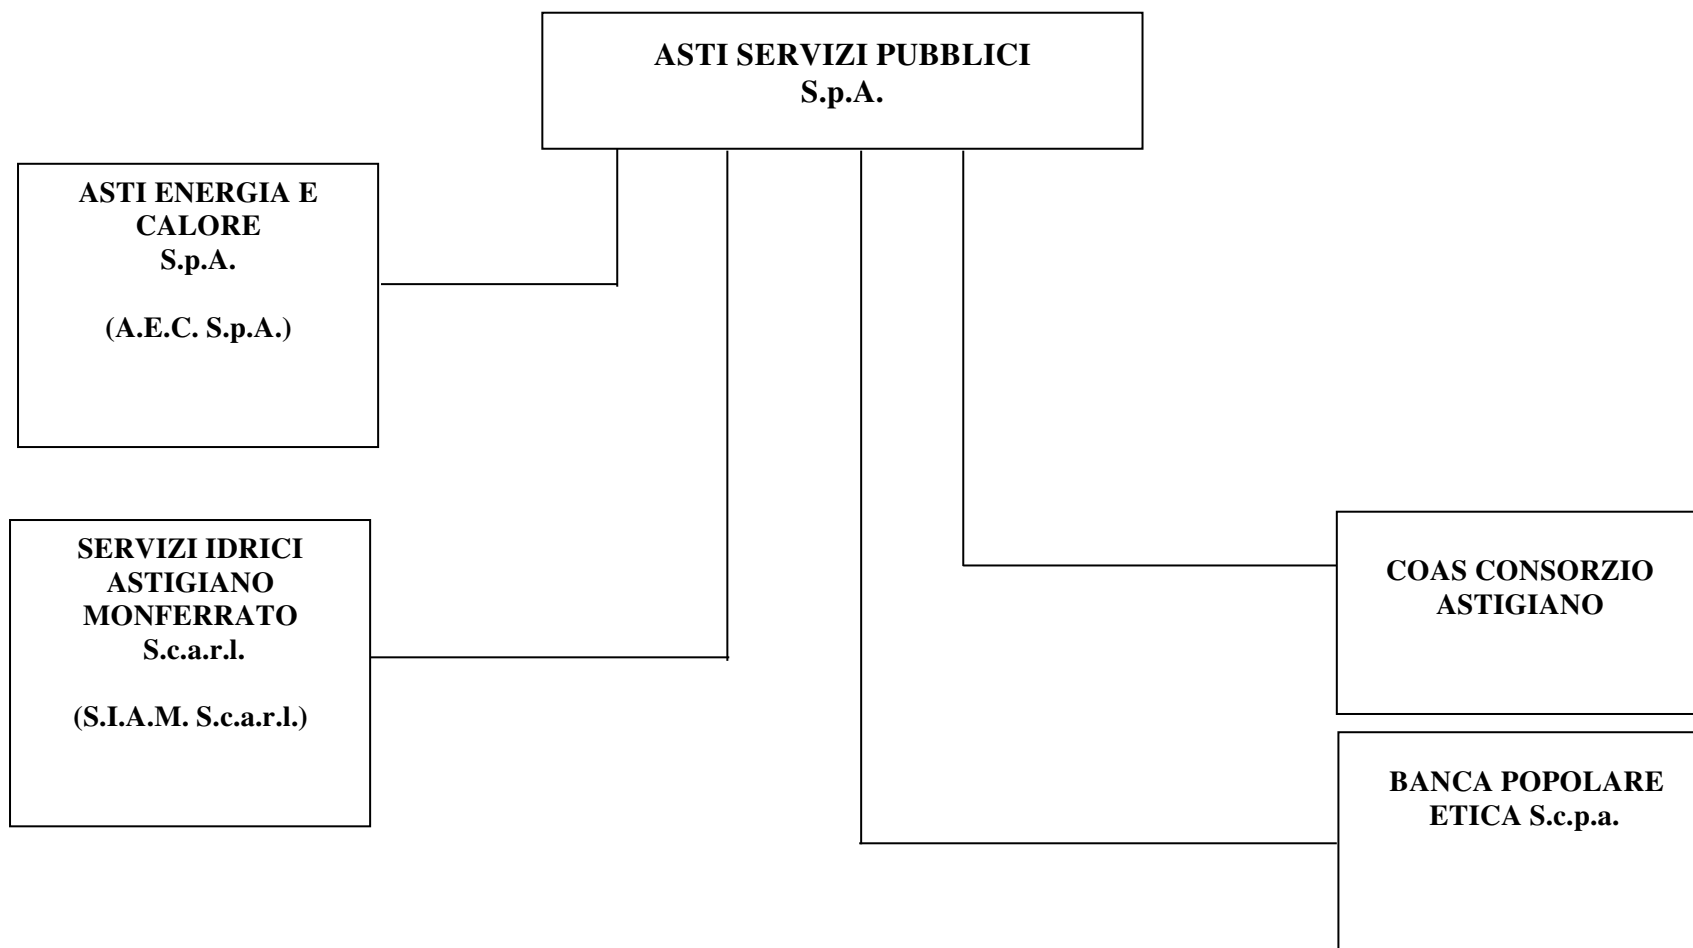 ASTI SERVIZI PUBBLICI
S.p.A.
ASTI ENERGIA E
CALORE
S.p.A.
(A.E.C. S.p.A.)
SERVIZI IDRICI
ASTIGIANO
MONFERRATO
S.c.a.r.l.
(S.I.A.M. S.c.a.r.l.)
COAS CONSORZIO
ASTIGIANO
BANCA POPOLARE
ETICA S.c.p.a.